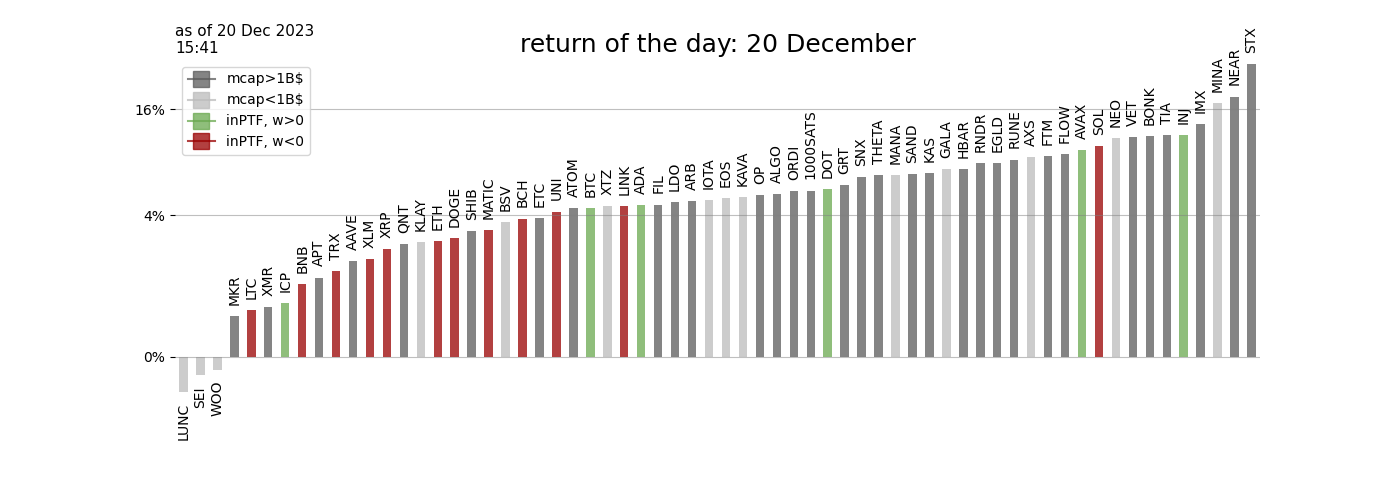 as of 20 Dec 2023
15:41
return of the day: 20 December
mcap>1B$
mcap<1B$
inPTF, w>0
inPTF, w<0
16%
4%
0%
LUNC
SEI
WOO
MKR
LTC
XMR
ICP
BNB
APT
TRX
AAVE
XLM
XRP
QNT
KLAY
ETH
DOGE
SHIB
MATIC
BSV
BCH
ETC
UNI
ATOM
BTC
XTZ
LINK
ADA
FIL
LDO
ARB
IOTA
EOS
KAVA
OP
ALGO
ORDI
1000SATS
DOT
GRT
SNX
THETA
MANA
SAND
KAS
GALA
HBAR
RNDR
EGLD
RUNE
AXS
FTM
FLOW
AVAX
SOL
NEO
VET
BONK
TIA
INJ
IMX
MINA
NEAR
STX